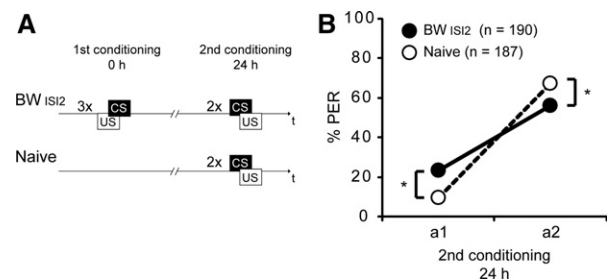 A
1st conditioning
0 h
2nd conditioning
24 h
BW ISI2
3x
CS
US
2x
CS
US
t
Naive
2x
CS
US
t
B
BW ISI2 (n = 190)
Naive (n = 187)
% PER
100
80
60
40
20
0
*
*
a1
a2
2nd conditioning
24 h